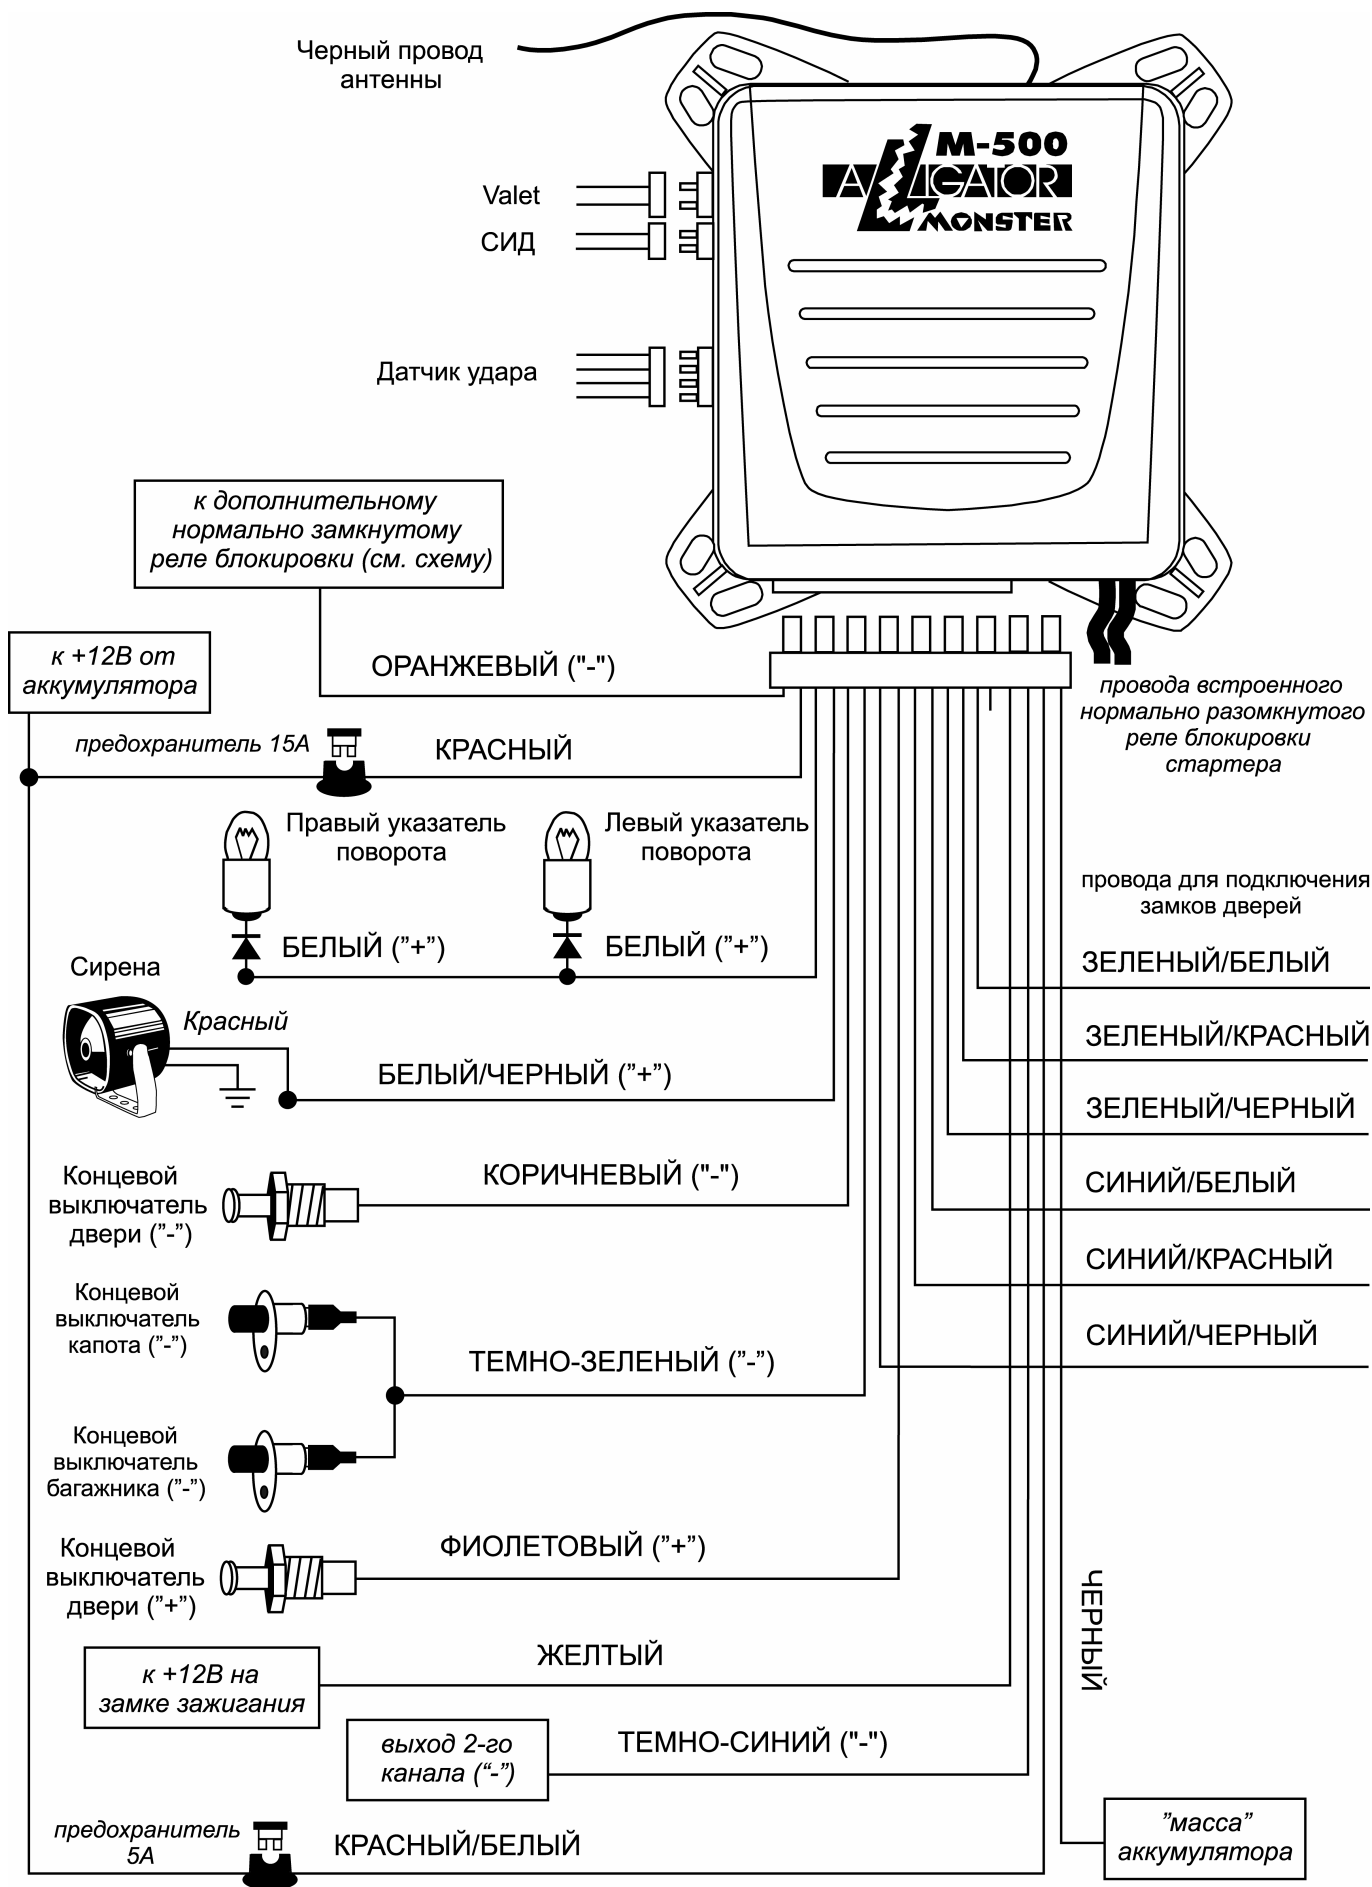 Черный провод
антенны
M-500
ALLIGATOR
MONSTER
Valet
СИД
Датчик удара
к дополнительному
нормально замкнутому
реле блокировки (см. схему)
к +12В от
аккумулятора
ОРАНЖЕВЫЙ ("-")
провода встроенного
нормально разомкнутого
реле блокировки
стартера
предохранитель 15А
КРАСНЫЙ
Правый указатель
поворота
Левый указатель
поворота
провода для подключения
замков дверей
БЕЛЫЙ (”+”)
БЕЛЫЙ (”+”)
ЗЕЛЕНЫЙ/БЕЛЫЙ
Сирена
Красный
ЗЕЛЕНЫЙ/КРАСНЫЙ
БЕЛЫЙ/ЧЕРНЫЙ (”+”)
ЗЕЛЕНЫЙ/ЧЕРНЫЙ
Концевой
выключатель
двери (”-”)
КОРИЧНЕВЫЙ ("-")
СИНИЙ/БЕЛЫЙ
СИНИЙ/КРАСНЫЙ
Концевой
выключатель
капота (”-”)
СИНИЙ/ЧЕРНЫЙ
ТЕМНО-ЗЕЛЕНЫЙ (”-”)
Концевой
выключатель
багажника (”-”)
Концевой
выключатель
двери (”+”)
ФИОЛЕТОВЫЙ (”+”)
ЧЕРНЫЙ
к +12В на
замке зажигания
ЖЕЛТЫЙ
выход 2-го
канала (“-”)
ТЕМНО-СИНИЙ ("-")
предохранитель
5А
КРАСНЫЙ/БЕЛЫЙ
”масса”
аккумулятора